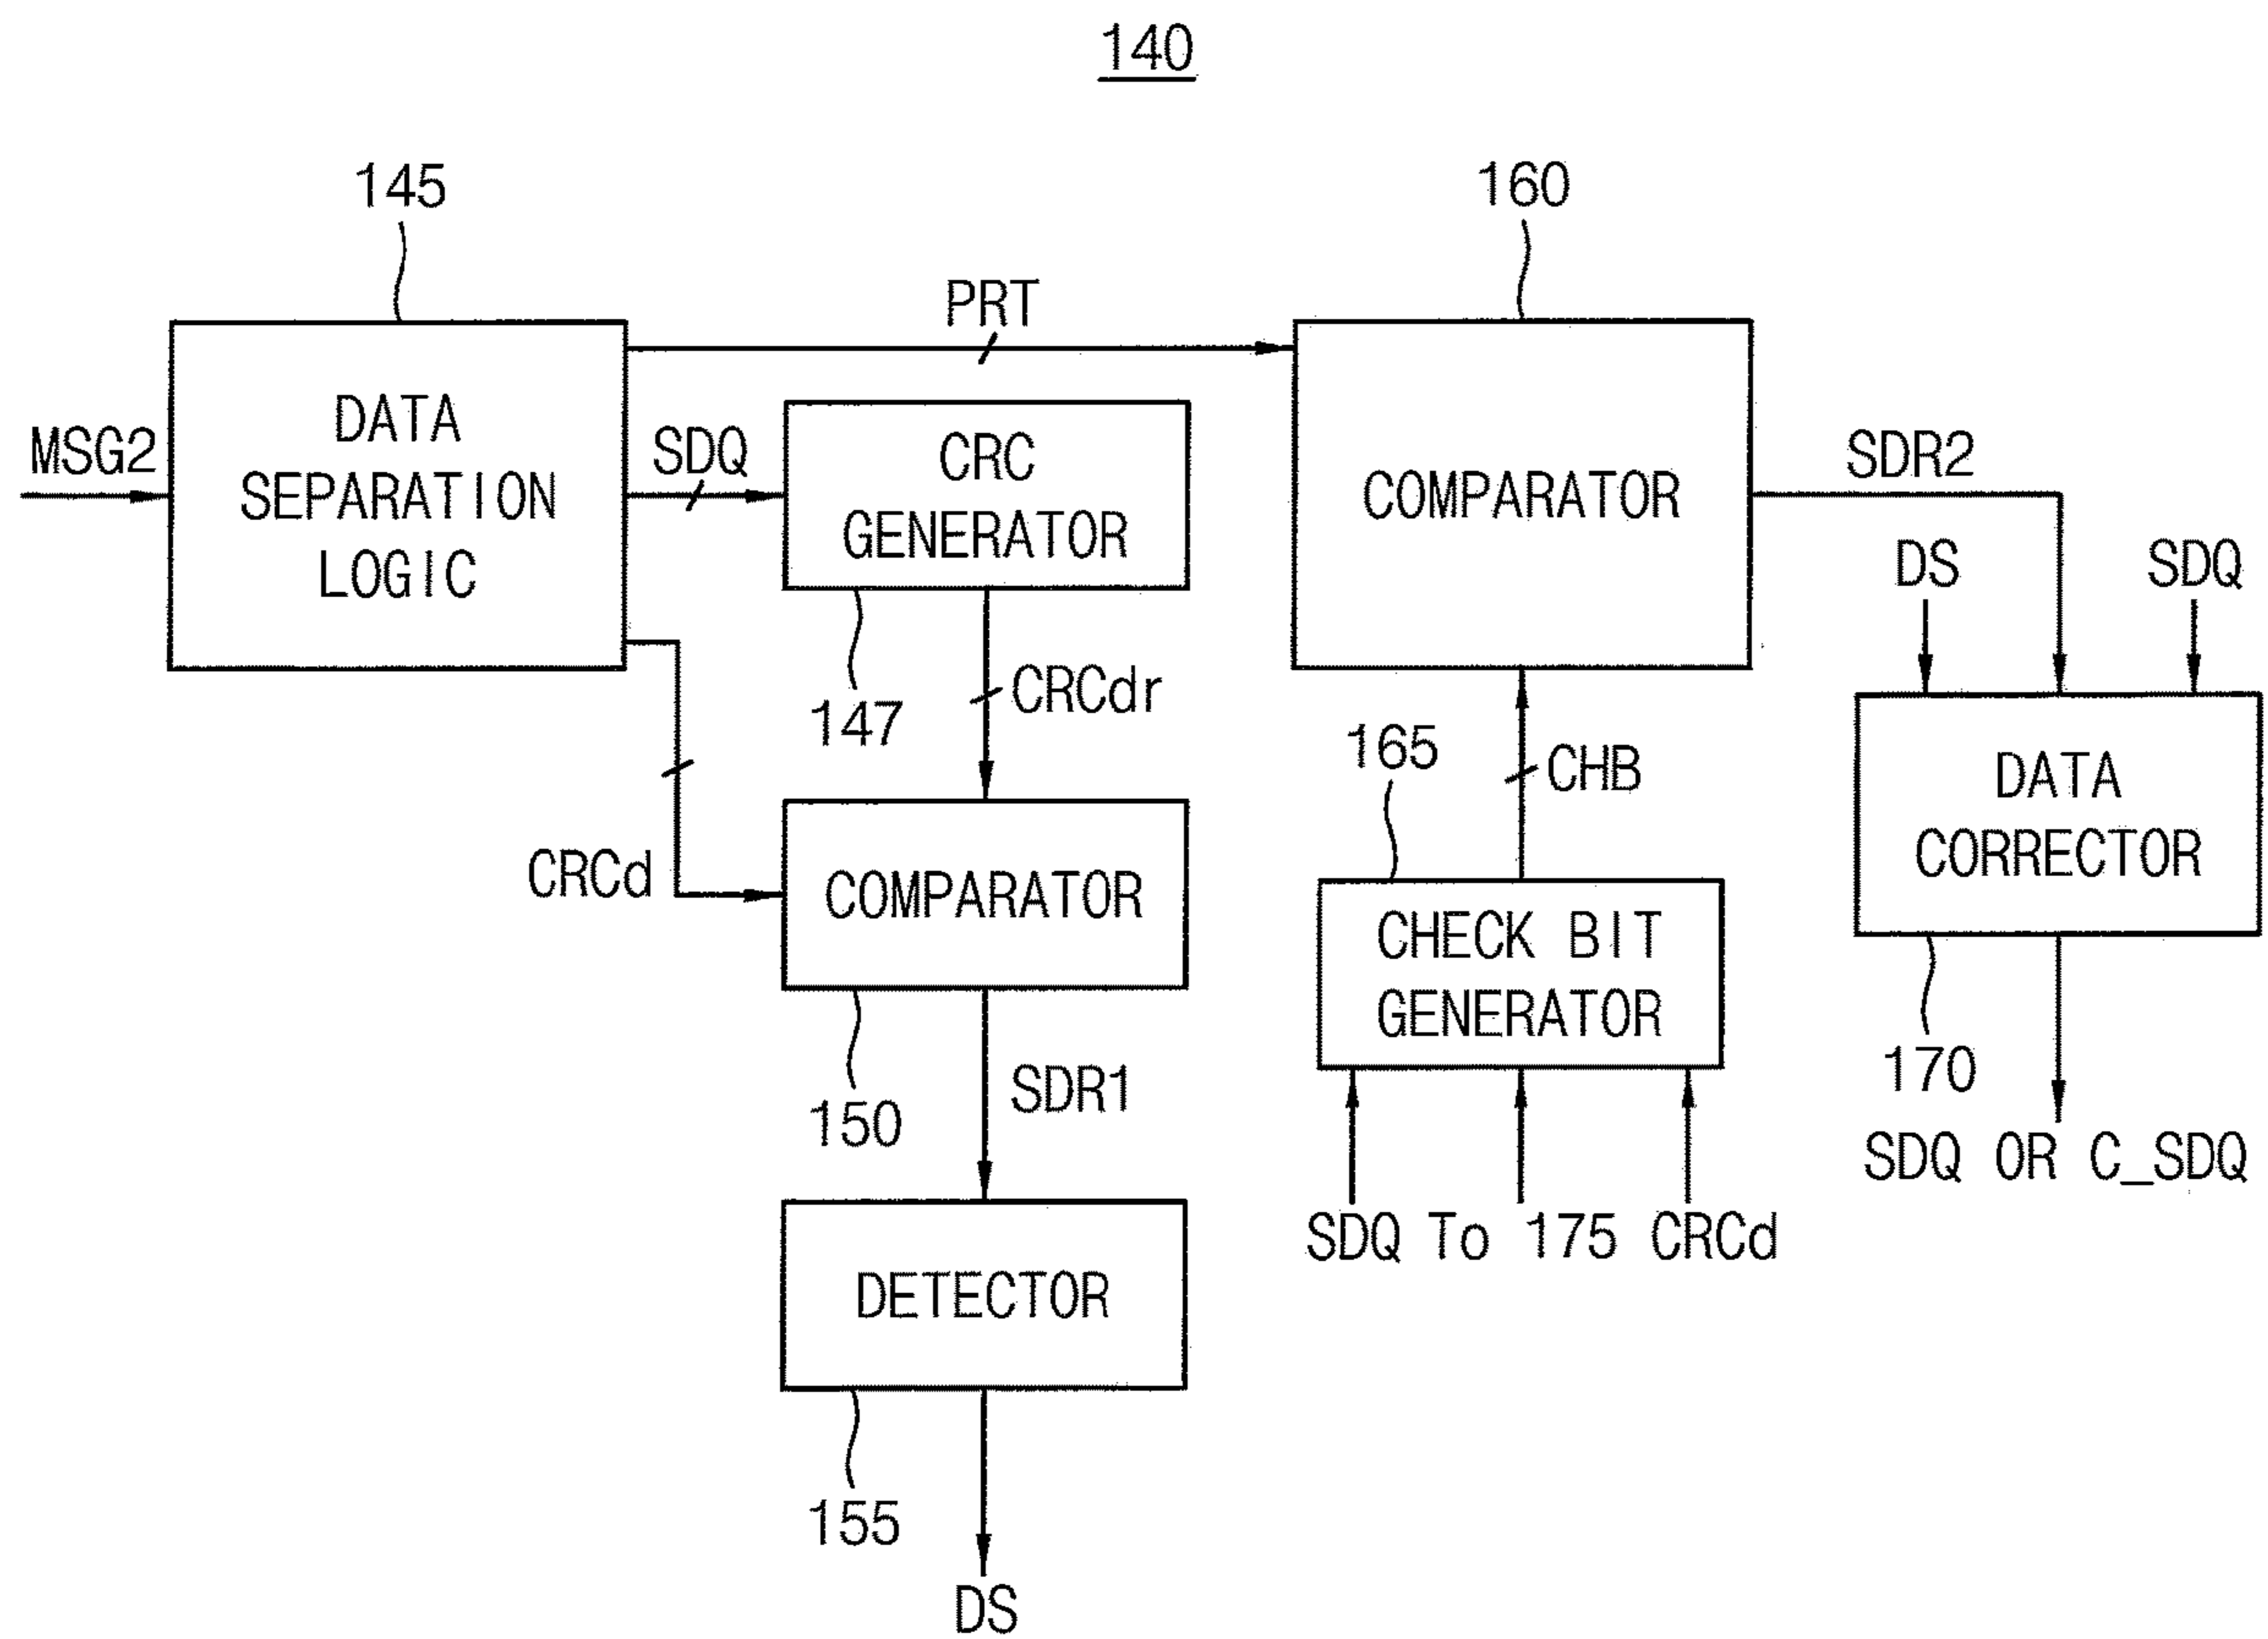 140
145
160
PRT
MSG2
DATA
SEPARATION
LOGIC
SDQ
CRC
GENERATOR
COMPARATOR
SDR2
DS
SDQ
147
CRCdr
165
CHB
DATA
CORRECTOR
CRCd
COMPARATOR
CHECK BIT
GENERATOR
150
SDR1
170
SDQ To 175 CRCd
SDQ OR C_SDQ
DETECTOR
155
DS